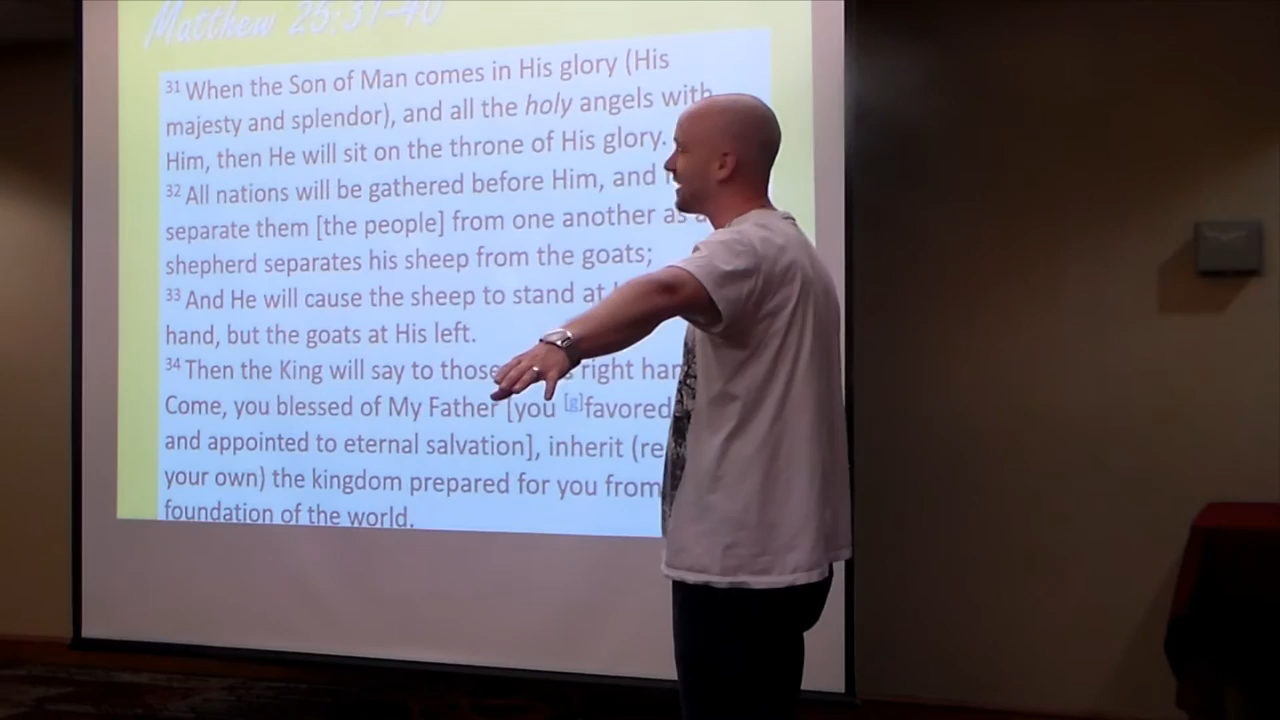 Matthew 25:31-40
31 When the Son of Man comes in His glory (His
majesty and splendor), and all the holy angels with
Him, then He will sit on the throne of His glory.
32 All nations will be gathered before Him, and
separate them [the people] from one another as a
shepherd separates his sheep from the goats;
33 And He will cause the sheep to stand at
hand, but the goats at His left.
34 Then the King will say to those right
Come, you blessed of My Father [you [g]favored
and appointed to eternal salvation], inherit (re
your own) the kingdom prepared for you from
foundation of the world.